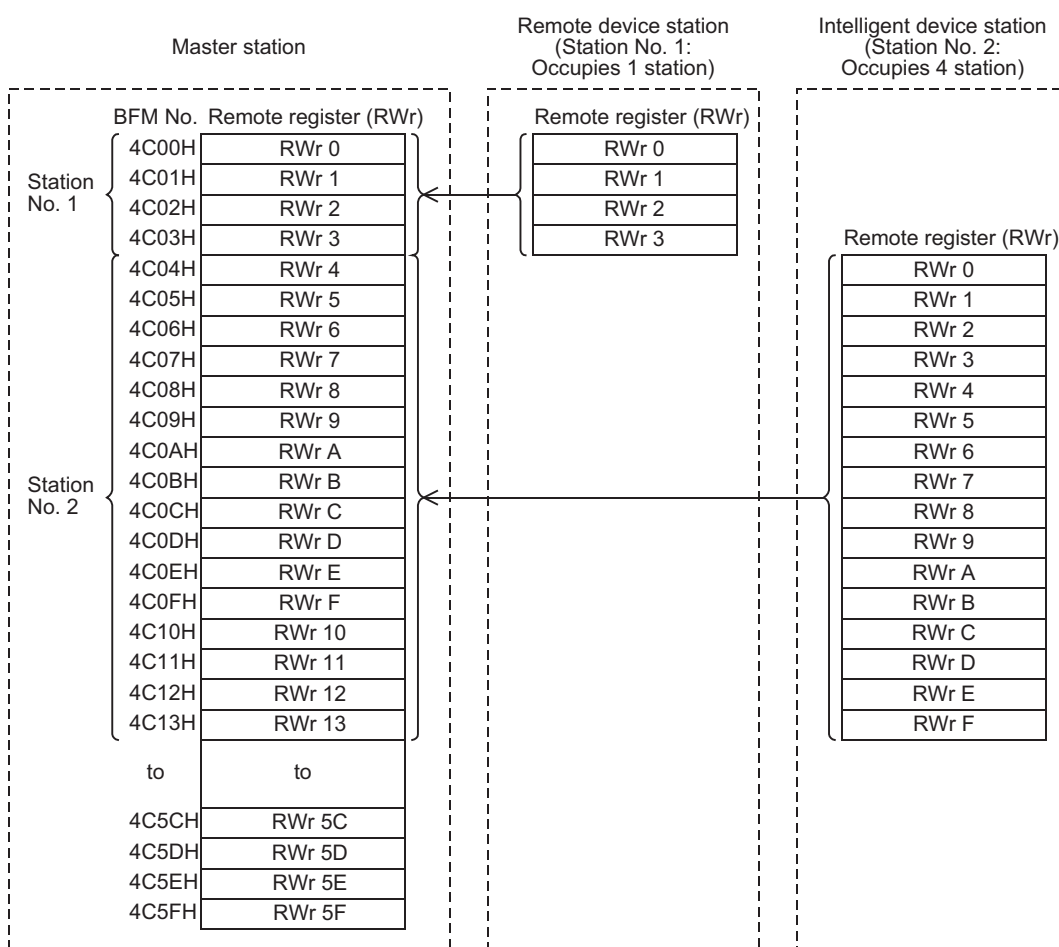 Master station
Remote device station
(Station No. 1:
Occupies 1 station)
Intelligent device station
(Station No. 2:
Occupies 4 station)
BFM No. Remote register (RWr)
Remote register (RWr)
4C00H RWr 0 RWr 0
Station
No. 1
4C01H RWr 1 RWr 1
4C02H RWr 2 RWr 2
4C03H RWr 3 RWr 3
Remote register (RWr)
4C04H RWr 4 RWr 0
4C05H RWr 5 RWr 1
4C06H RWr 6 RWr 2
4C07H RWr 7 RWr 3
4C08H RWr 8 RWr 4
4C09H RWr 9 RWr 5
4C0AH RWr A RWr 6
Station
No. 2
4C0BH RWr B RWr 7
4C0CH RWr C RWr 8
4C0DH RWr D RWr 9
4C0EH RWr E RWr A
4C0FH RWr F RWr B
4C10H RWr 10 RWr C
4C11H RWr 11 RWr D
4C12H RWr 12 RWr E
4C13H RWr 13 RWr F
to to
4C5CH RWr 5C
4C5DH RWr 5D
4C5EH RWr 5E
4C5FH RWr 5F